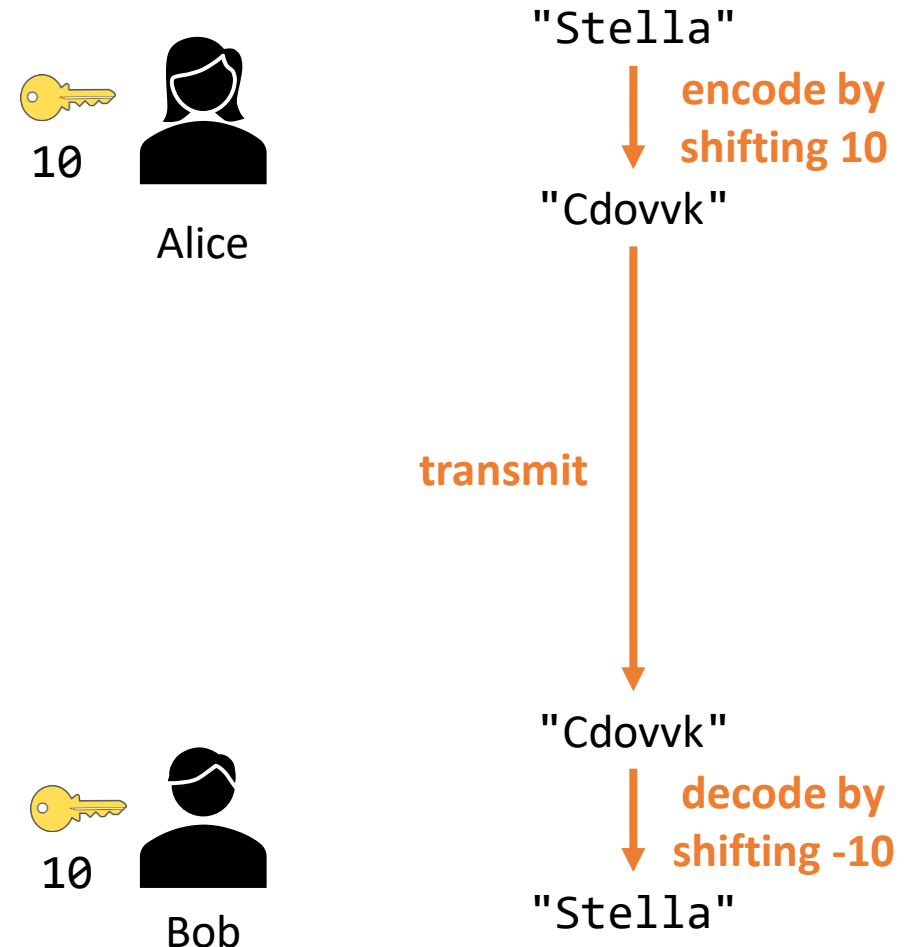 "Stella"
encode by
shifting 10
10
"Cdovvk"
Alice
transmit
"Cdovvk"
decode by
shifting -10
10
"Stella"
Bob